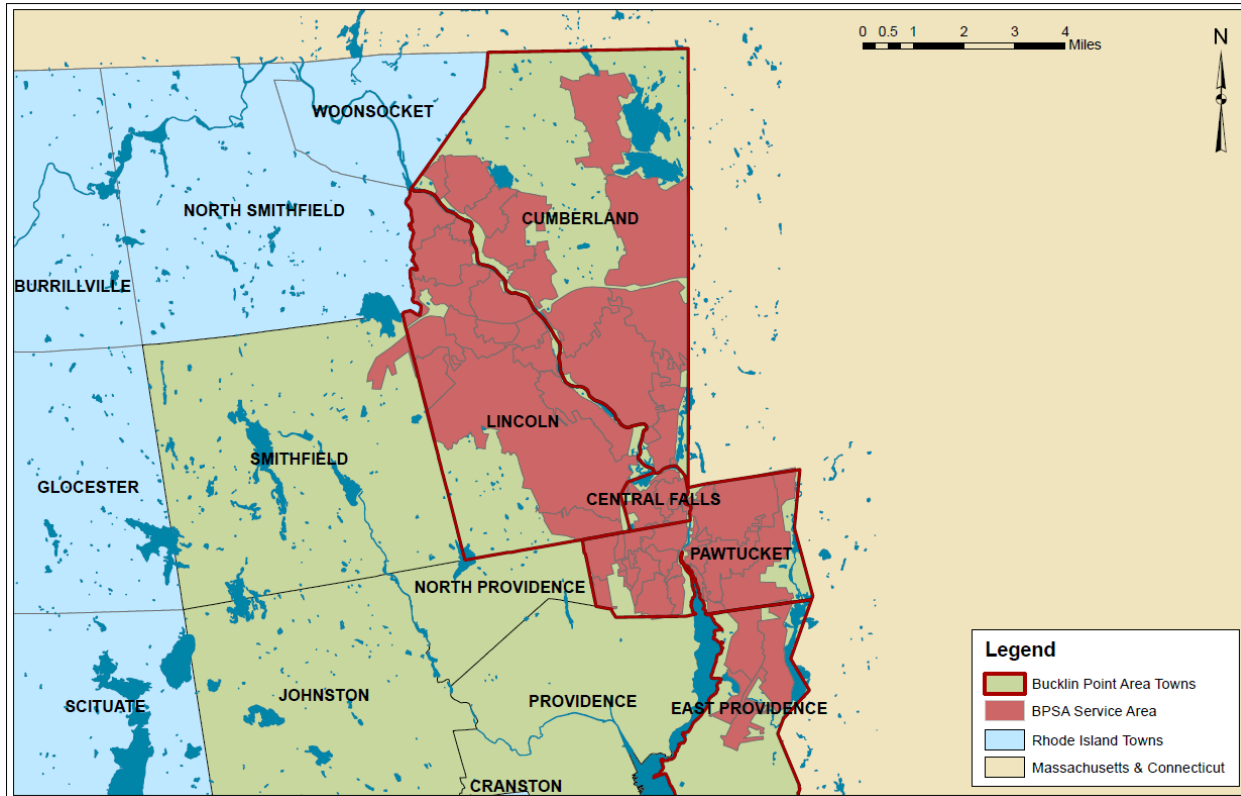 0 0.5 1 2 3 4
Miles
N
WOONSOCKET
NORTH SMITHFIELD
CUMBERLAND
BURRILLVILLE
LINCOLN
SMITHFIELD
GLOCESTER
CENTRAL FALLS
PAWTUCKET
NORTH PROVIDENCE
JOHNSTON
PROVIDENCE
SCITUATE
EAST PROVIDENCE
CRANSTON
Legend
Bucklin Point Area Towns
BPSA Service Area
Rhode Island Towns
Massachusetts & Connecticut